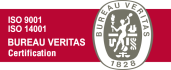 ISO 9001
ISO 14001
BUREAU VERITAS
Certification
BUREAU VERITAS
1828